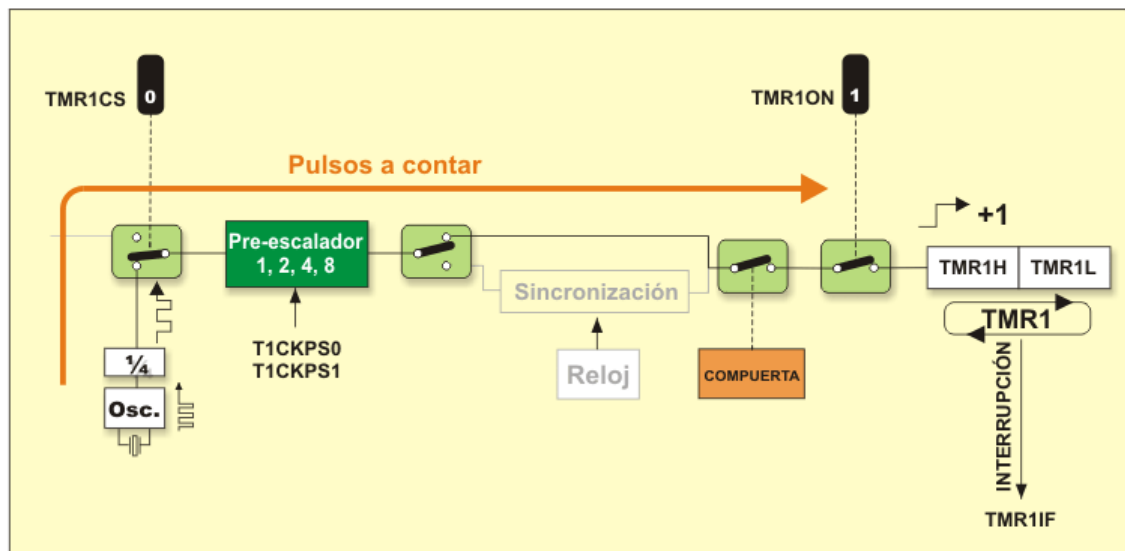 TMR1CS
0
TMR1ON
1
Pulsos a contar
+1
Pre-escalador
1, 2, 4, 8
Sincronización
TMR1H
TMR1L
TMR1
T1CKPS0
T1CKPS1
¼
Osc.
Reloj
COMPUERTA
INTERRUPCIÓN
TMR1IF